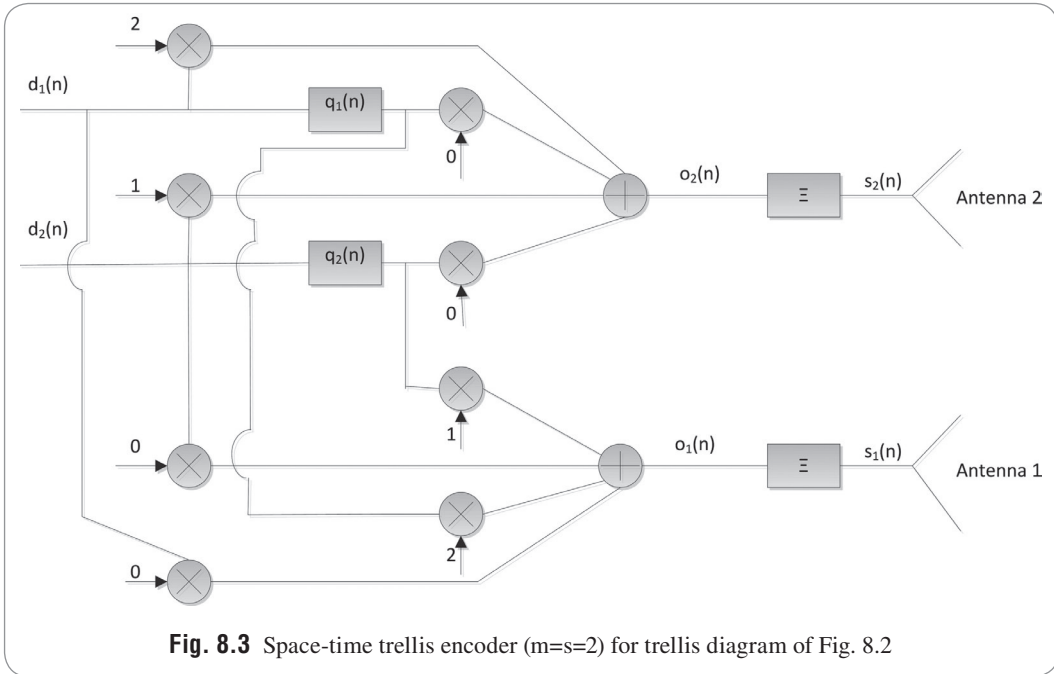 2
d₁(n)
q₁(n)
0
1
o₂(n)
Ξ
s₂(n)
Antenna 2
d₂(n)
q₂(n)
0
1
0
o₁(n)
Ξ
s₁(n)
Antenna 1
2
0
Fig. 8.3 Space-time trellis encoder (m=s=2) for trellis diagram of Fig. 8.2